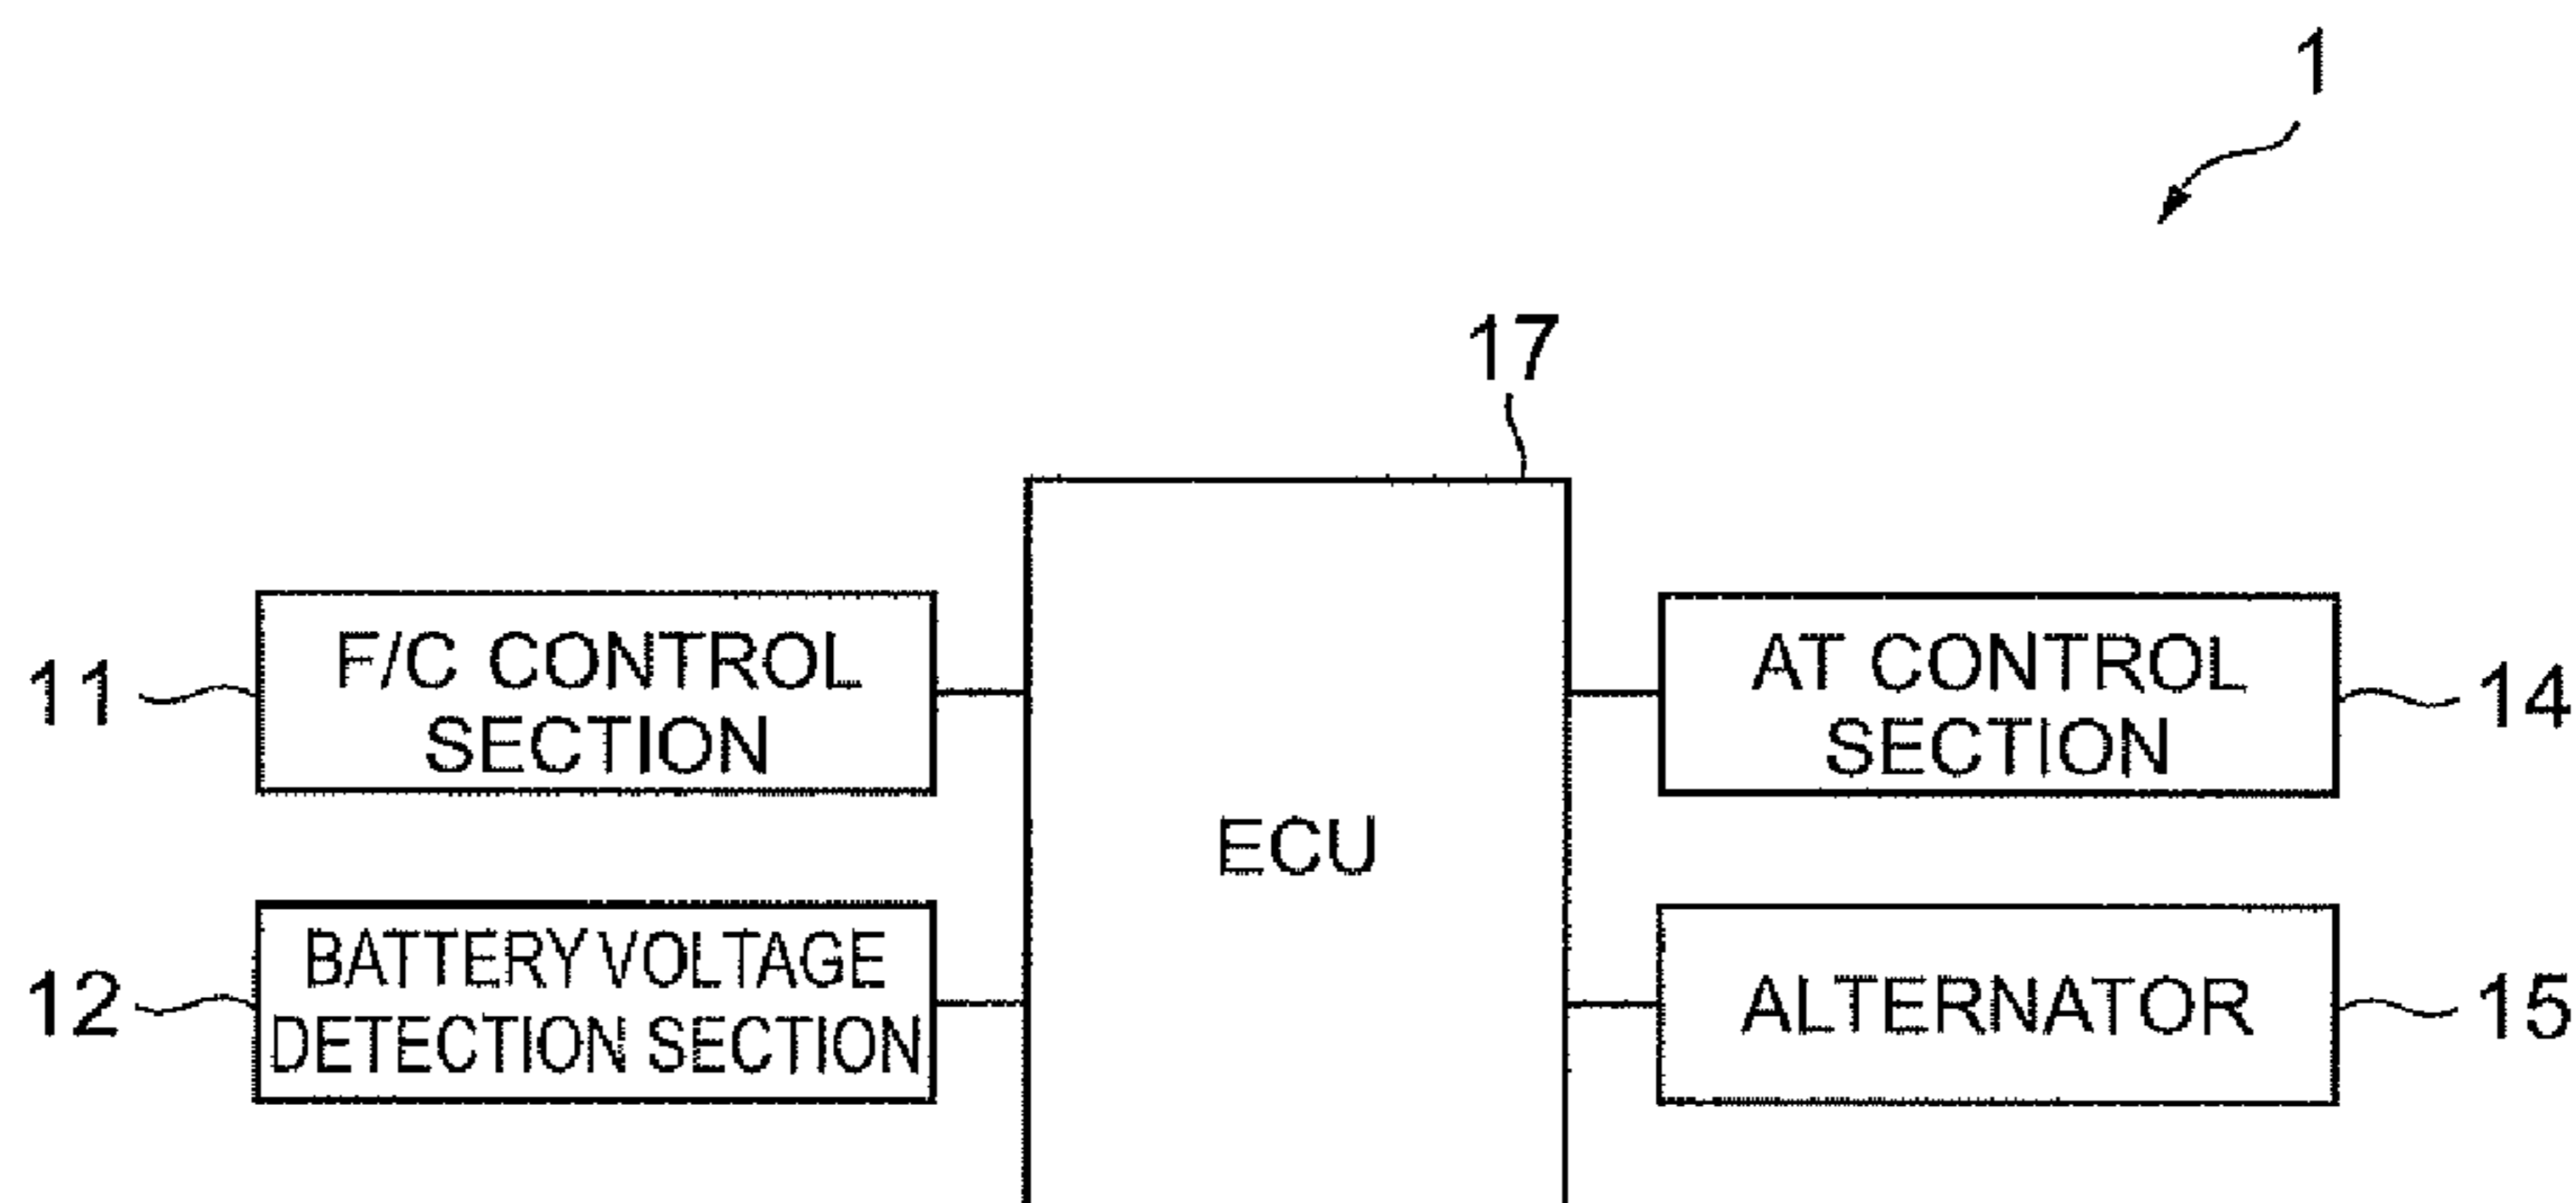 1
17
11
F/C CONTROL
SECTION
12
BATTERY VOLTAGE
DETECTION SECTION
ECU
AT CONTROL
SECTION
14
ALTERNATOR
15